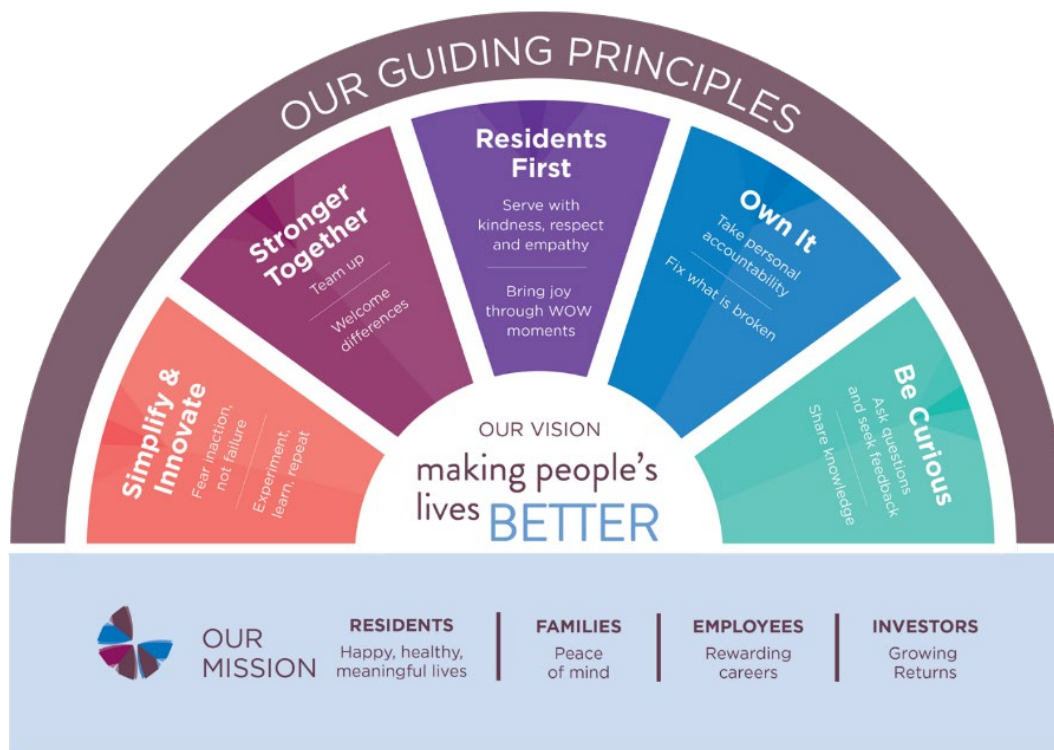 OUR GUIDING PRINCIPLES
Simplify &
Innovate
Fear inaction,
not failure
Experiment,
learn, repeat
Stronger
Together
Team up
Welcome
differences
Residents
First
Serve with
kindness, respect
and empathy
Bring joy
through WOW
moments
Own It
Take personal
accountability
Fix what is broken
Be Curious
Ask questions
and seek feedback
Share knowledge
OUR VISION
making people's
lives BETTER
OUR
MISSION
RESIDENTS
Happy, healthy,
meaningful lives
FAMILIES
Peace
of mind
EMPLOYEES
Rewarding
careers
INVESTORS
Growing
Returns